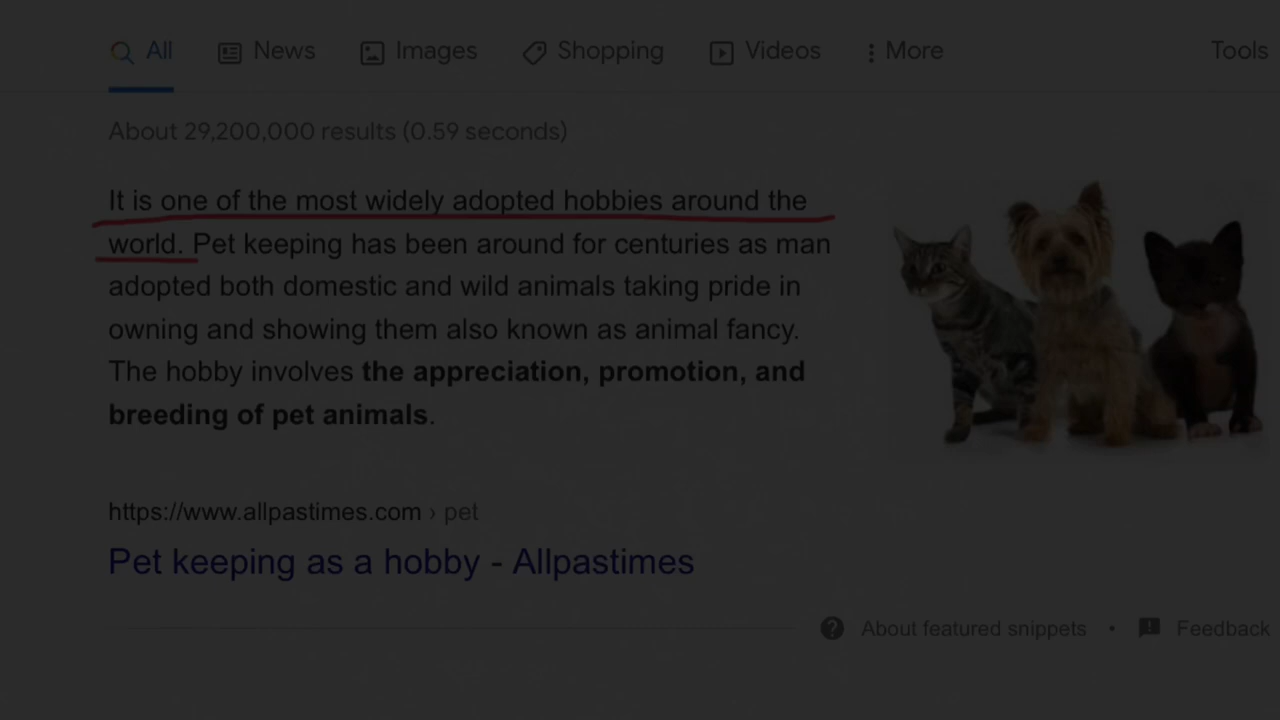 All News Images Shopping Videos More Tools
About 29,200,000 results (0.59 seconds)
It is one of the most widely adopted hobbies around the
world. Pet keeping has been around for centuries as man
adopted both domestic and wild animals taking pride in
owning and showing them also known as animal fancy.
The hobby involves the appreciation, promotion, and
breeding of pet animals.
https://www.allpastimes.com › pet
Pet keeping as a hobby - Allpastimes
About featured snippets • Feedback